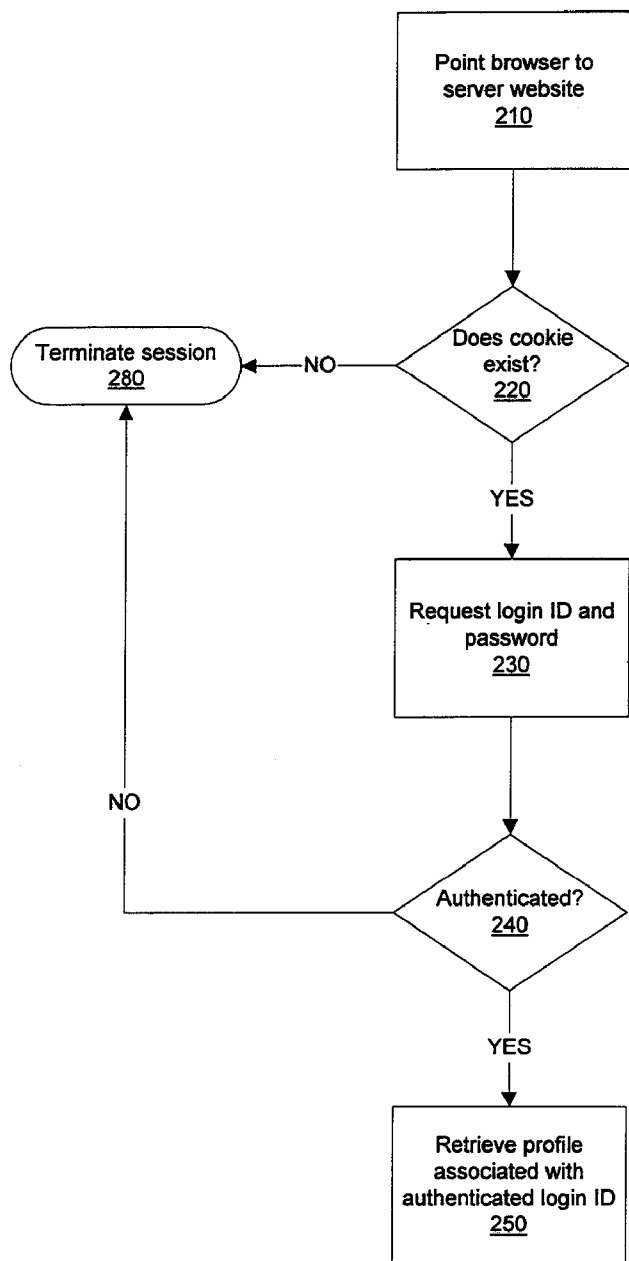 Point browser to
server website
210
Does cookie
exist?
220
NO
Terminate session
280
YES
Request login ID and
password
230
NO
Authenticated?
240
YES
Retrieve profile
associated with
authenticated login ID
250